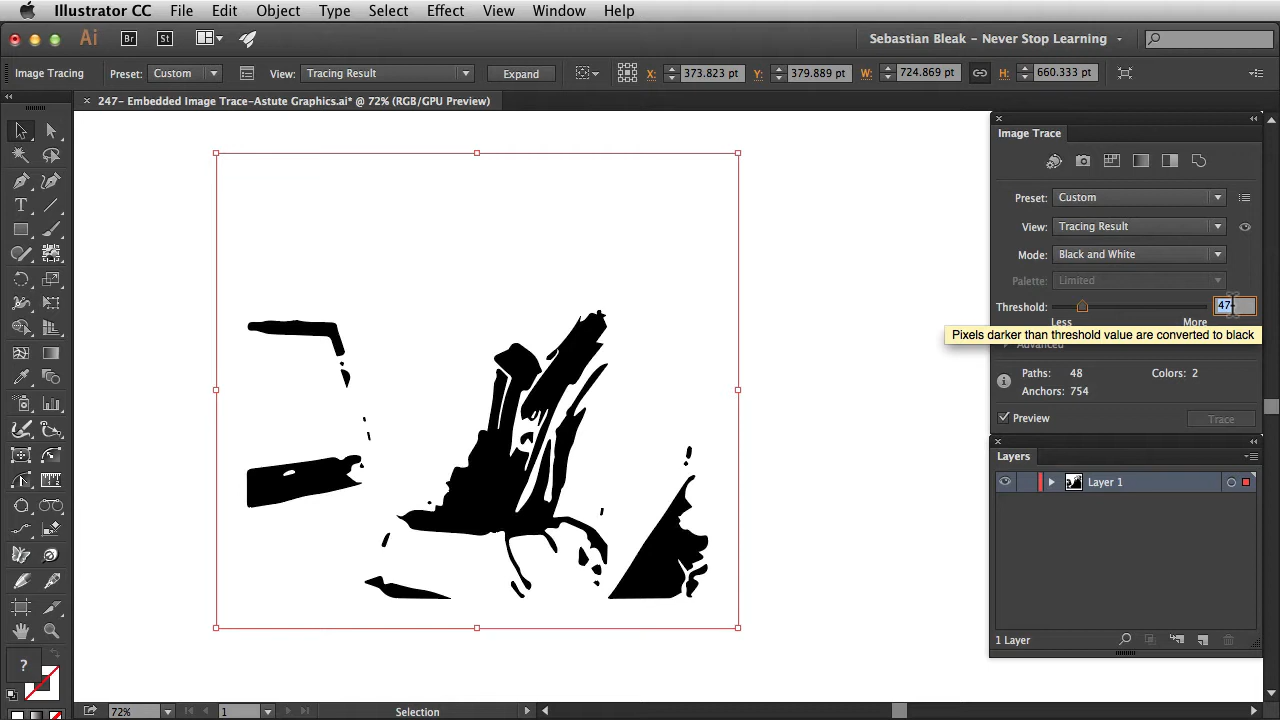 Illustrator CC File Edit Object Type Select Effect View Window Help
Ai Br St Sebastian Bleak – Never Stop Learning
Image Tracing Preset: Custom View: Tracing Result Expand X: 373.823 pt Y: 379.889 pt W: 724.869 pt H: 660.333 pt
247– Embedded Image Trace–Astute Graphics.ai* @ 72% (RGB/GPU Preview)
Image Trace
Preset: Custom
View: Tracing Result
Mode: Black and White
Palette: Limited
Threshold: 47
Less More
Pixels darker than threshold value are converted to black
Advanced
Paths: 48 Colors: 2
Anchors: 754
Preview Trace
Layers
Layer 1
1 Layer
?
72% 1 Selection